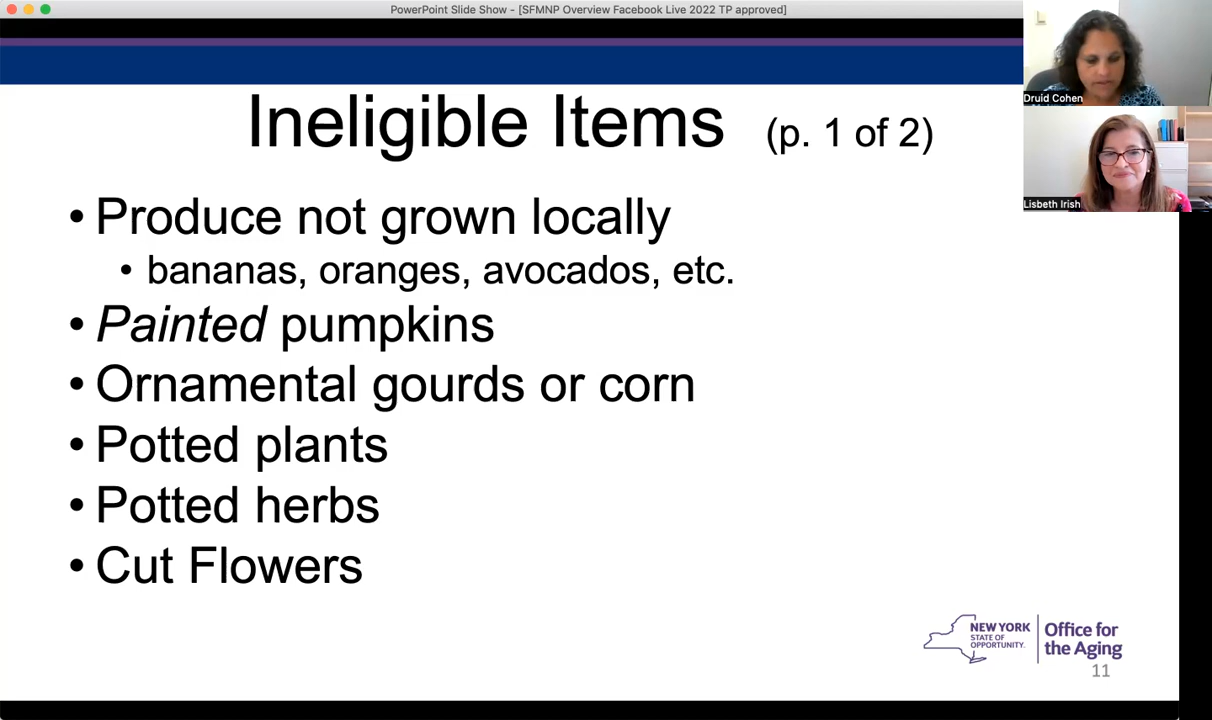 PowerPoint Slide Show - [SFMNP Overview Facebook Live 2022 TP approved]
Ineligible Items (p. 1 of 2)
• Produce not grown locally
• bananas, oranges, avocados, etc.
• Painted pumpkins
• Ornamental gourds or corn
• Potted plants
• Potted herbs
• Cut Flowers
Druid Cohen
Lisbeth Irish
NEW YORK
STATE OF
OPPORTUNITY.
Office for
the Aging
11